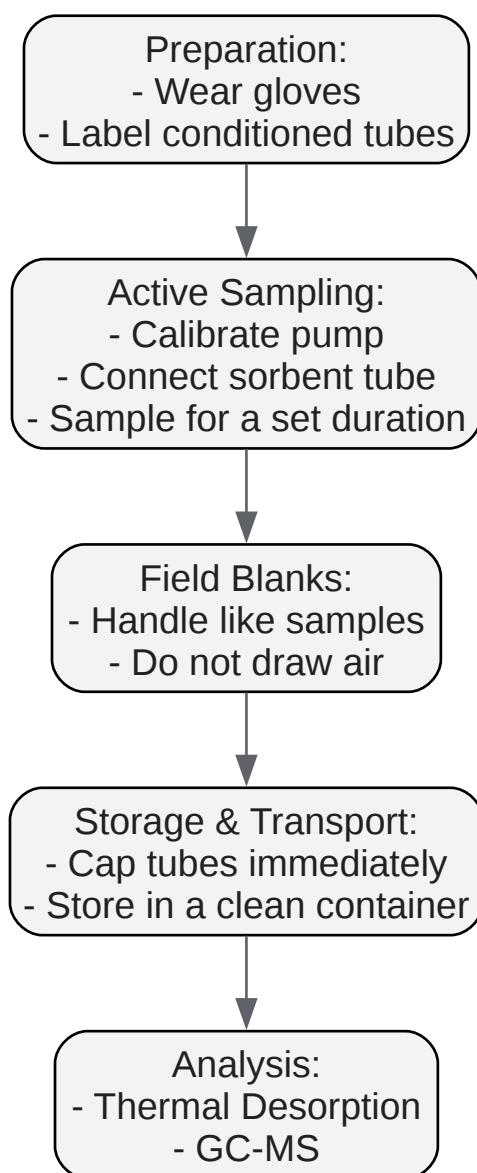 Preparation:
- Wear gloves
- Label conditioned tubes
Active Sampling:
- Calibrate pump
- Connect sorbent tube
- Sample for a set duration
Field Blanks:
- Handle like samples
- Do not draw air
Storage & Transport:
- Cap tubes immediately
- Store in a clean container
Analysis:
- Thermal Desorption
- GC-MS